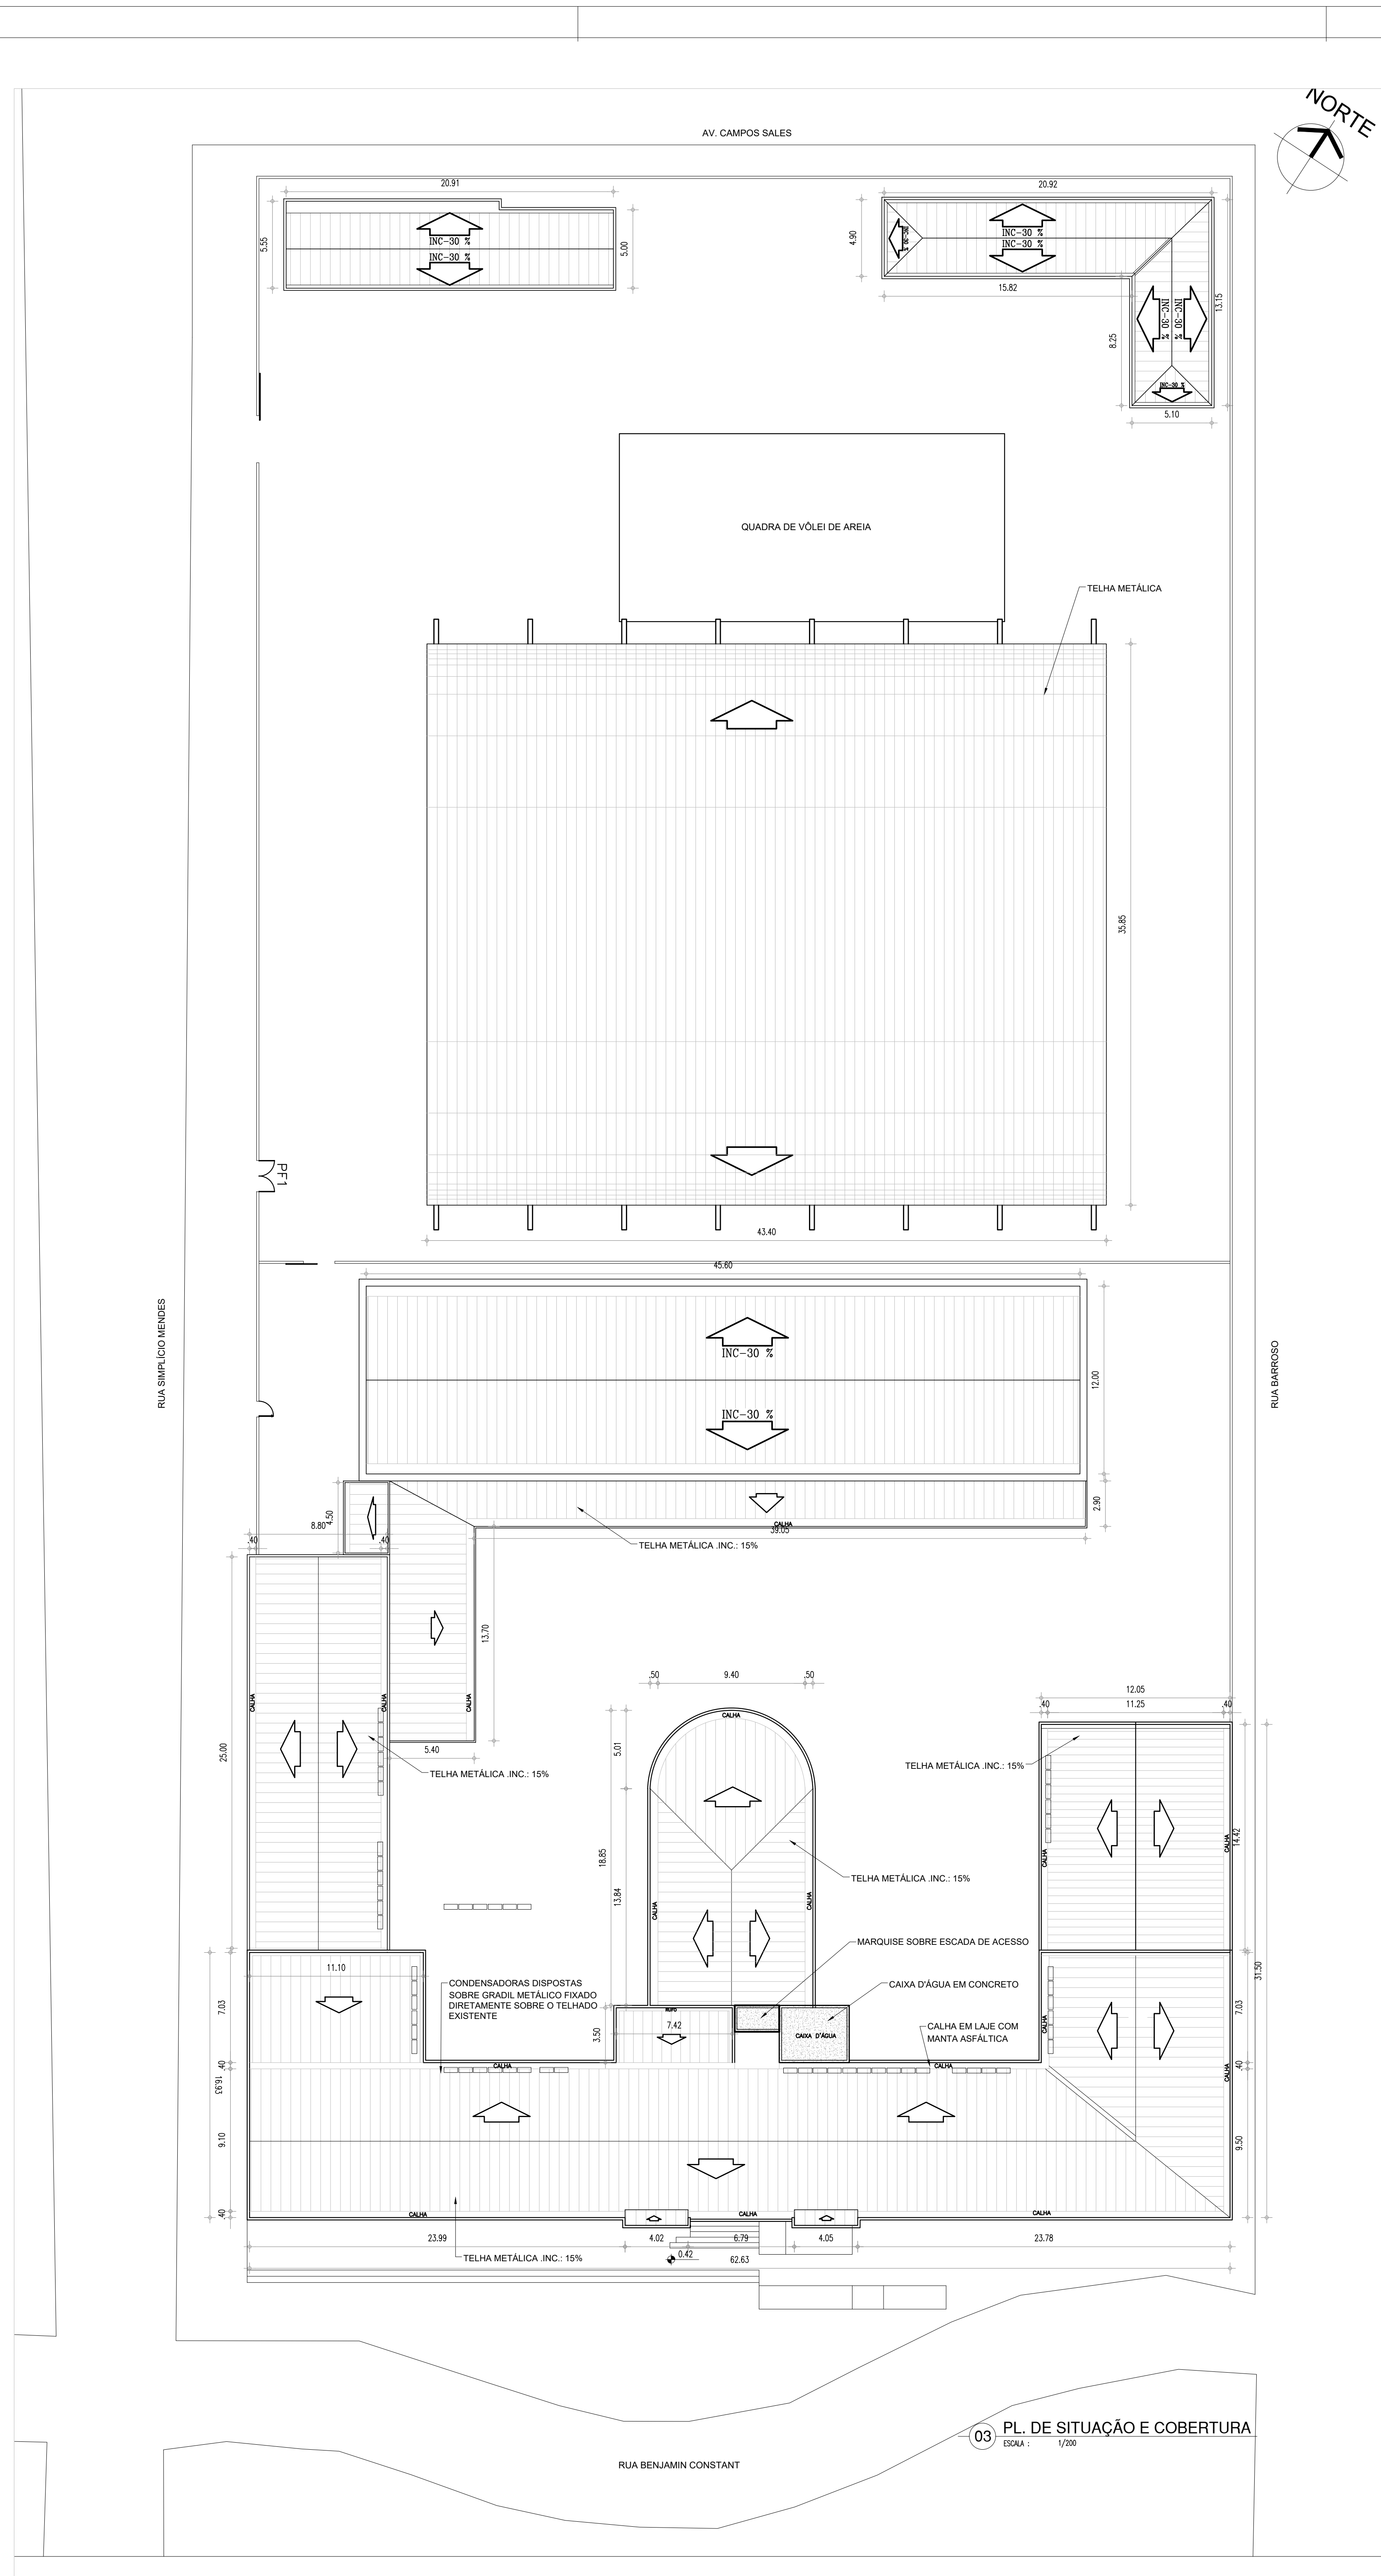 NORTE
AV. CAMPOS SALES
20.91
20.92
5.55
INC-30 %
INC-30 %
5.00
4.90
INC-30 %
INC-30 %
INC-30 %
15.82
13.15
INC-30 %
INC-30 %
8.25
INC-30 %
5.10
QUADRA DE VÔLEI DE AREIA
TELHA METÁLICA
35.85
PF1
43.40
45.60
RUA SIMPLÍCIO MENDES
INC-30 %
RUA BARROSO
12.00
INC-30 %
4.50
2.90
8.80
CALHA
39.05
.40
.40
TELHA METÁLICA .INC.: 15%
13.70
.50
9.40
.50
12.05
.40
11.25
.40
CALHA
CALHA
CALHA
CALHA
25.00
5.40
5.01
TELHA METÁLICA .INC.: 15%
TELHA METÁLICA .INC.: 15%
14.42
CALHA
CALHA
18.85
TELHA METÁLICA .INC.: 15%
13.84
CALHA
CALHA
MARQUISE SOBRE ESCADA DE ACESSO
11.10
31.50
CONDENSADORAS DISPOSTAS
SOBRE GRADIL METÁLICO FIXADO
DIRETAMENTE SOBRE O TELHADO
EXISTENTE
CAIXA D'ÁGUA EM CONCRETO
7.03
RUFO
7.03
7.42
3.50
CAIXA D'ÁGUA
CALHA EM LAJE COM
MANTA ASFÁLTICA
CALHA
CALHA
CALHA
CALHA
.40
.40
16.93
9.10
9.50
.40
CALHA
CALHA
CALHA
23.99
4.02
6.79
4.05
23.78
TELHA METÁLICA .INC.: 15%
0.42
62.63
03
PL. DE SITUAÇÃO E COBERTURA
ESCALA : 1/200
RUA BENJAMIN CONSTANT